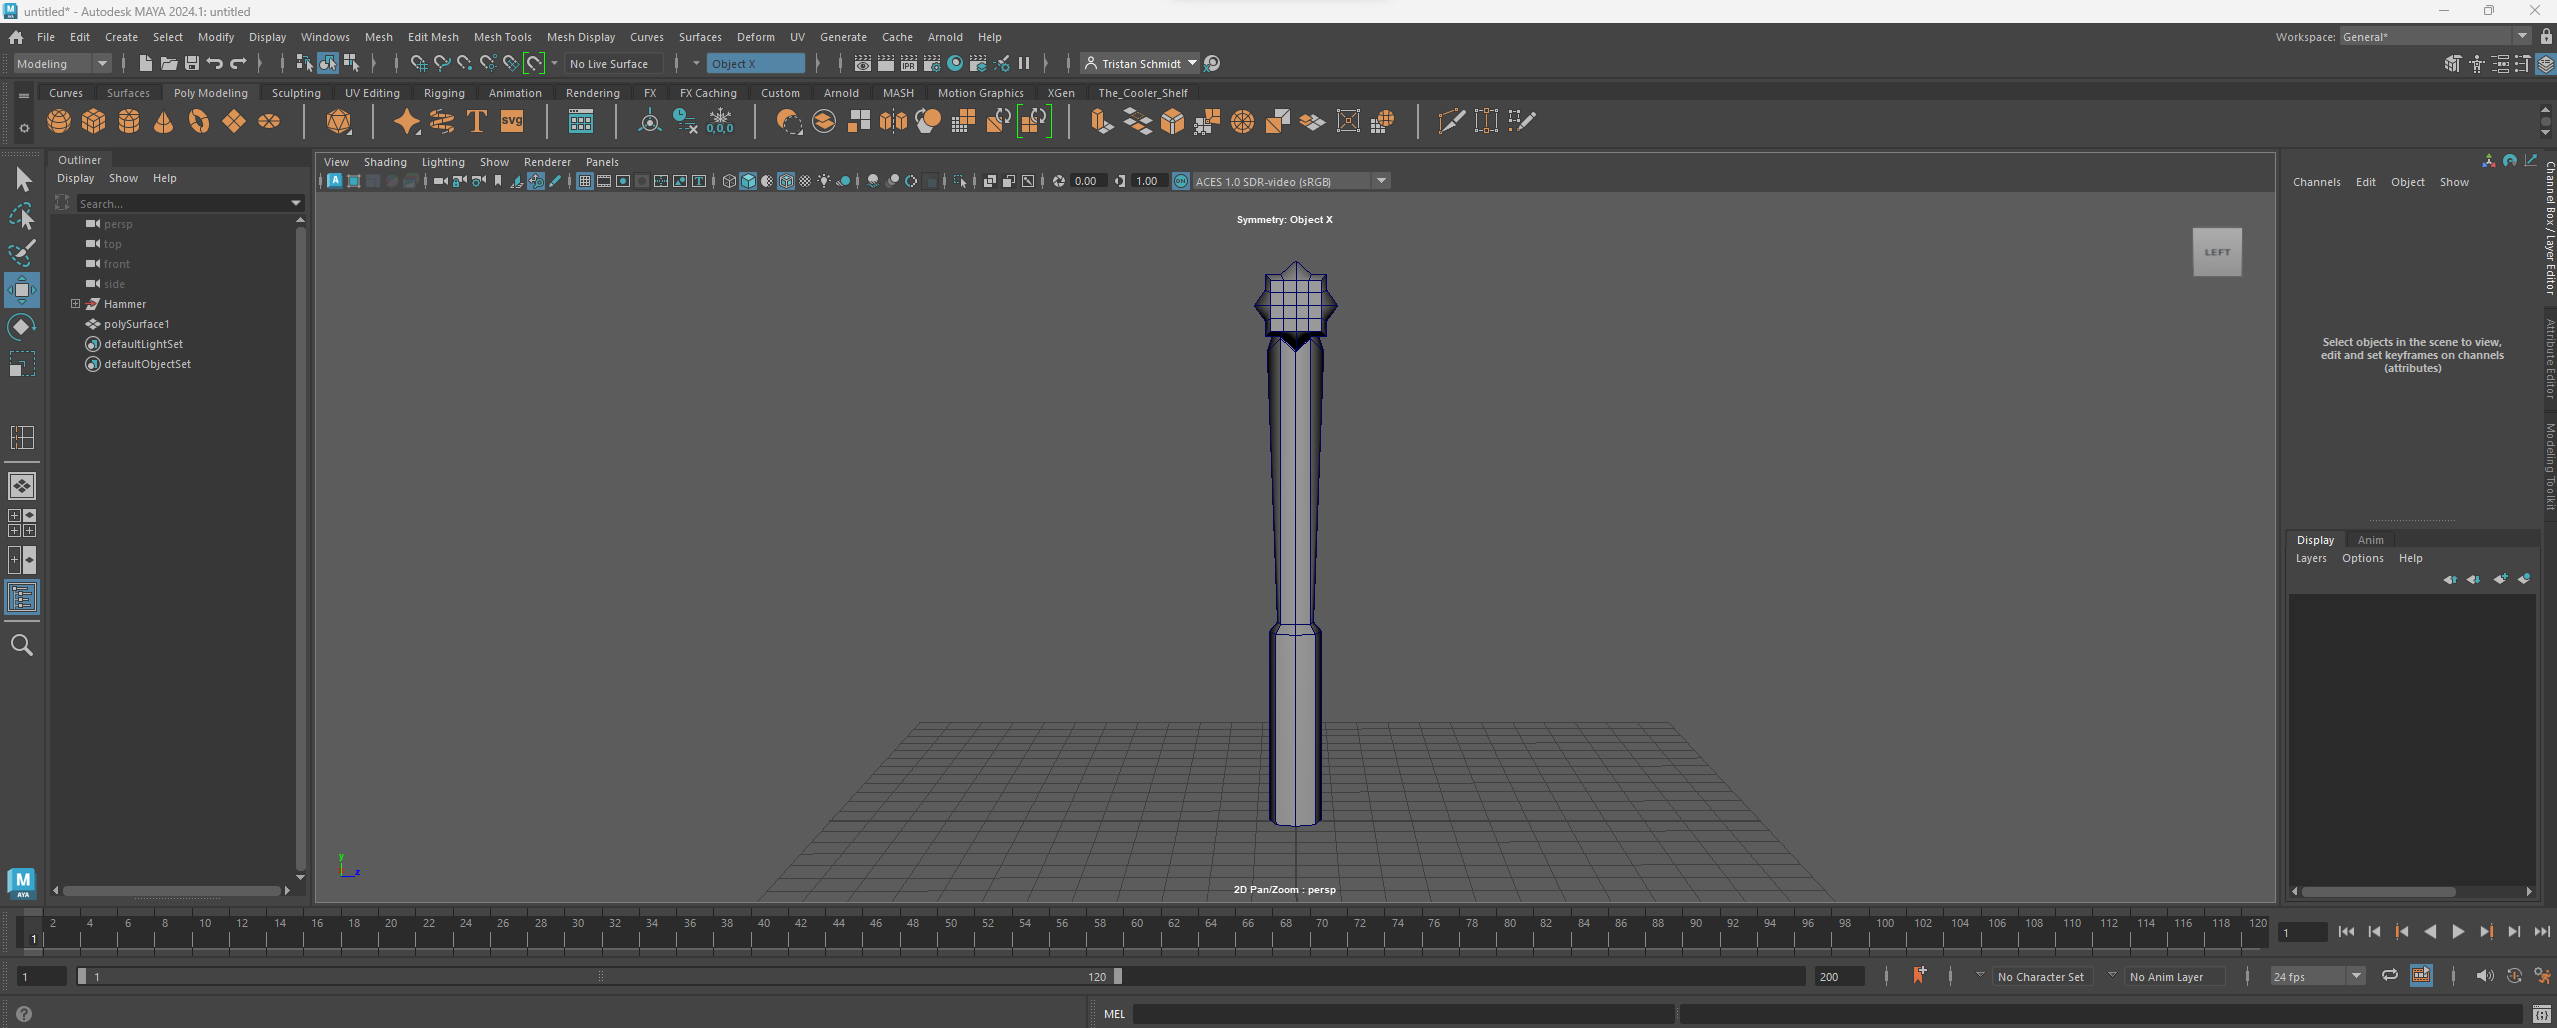 untitled* - Autodesk MAYA 2024.1: untitled
File Edit Create Select Modify Display Windows Mesh Edit Mesh Mesh Tools Mesh Display Curves Surfaces Deform UV Generate Cache Arnold Help
Workspace: General*
Modeling No Live Surface Object X Tristan Schmidt
IPR
Curves Surfaces Poly Modeling Sculpting UV Editing Rigging Animation Rendering FX FX Caching Custom Arnold MASH Motion Graphics XGen The_Cooler_Shelf
T svg 0,0,0
Outliner
Display Show Help
Search...
persp
top
front
side
Hammer
polySurface1
defaultLightSet
defaultObjectSet
View Shading Lighting Show Renderer Panels
0.00 1.00 ON ACES 1.0 SDR-video (sRGB)
Symmetry: Object X
LEFT
y
z
2D Pan/Zoom : persp
Channels Edit Object Show
Select objects in the scene to view,
edit and set keyframes on channels
(attributes)
Channel Box / Layer Editor
Attribute Editor
Modeling Toolkit
Display Anim
Layers Options Help
M
AYA
2 4 6 8 10 12 14 16 18 20 22 24 26 28 30 32 34 36 38 40 42 44 46 48 50 52 54 56 58 60 62 64 66 68 70 72 74 76 78 80 82 84 86 88 90 92 94 96 98 100 102 104 106 108 110 112 114 116 118 120
1
1
1 1 120 200 No Character Set No Anim Layer 24 fps
MEL